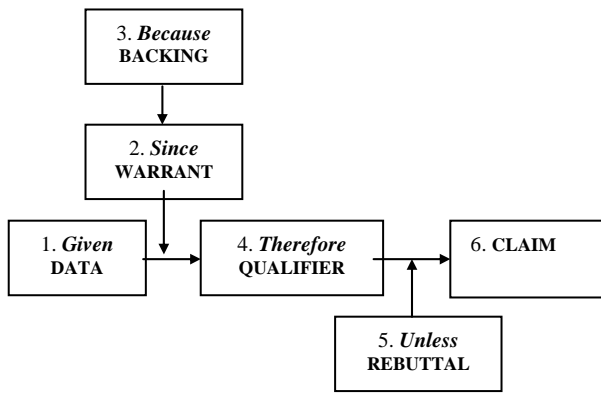 3. Because
BACKING
2. Since
WARRANT
1. Given
DATA
4. Therefore
QUALIFIER
6. CLAIM
5. Unless
REBUTTAL